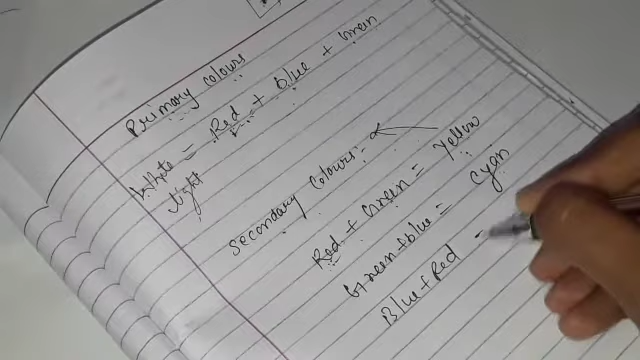 Primary colours
White = Red + Blue + Green
light
Secondary colours:-
Red + Green = Yellow
Green + blue = Cyan
Blue + Red -